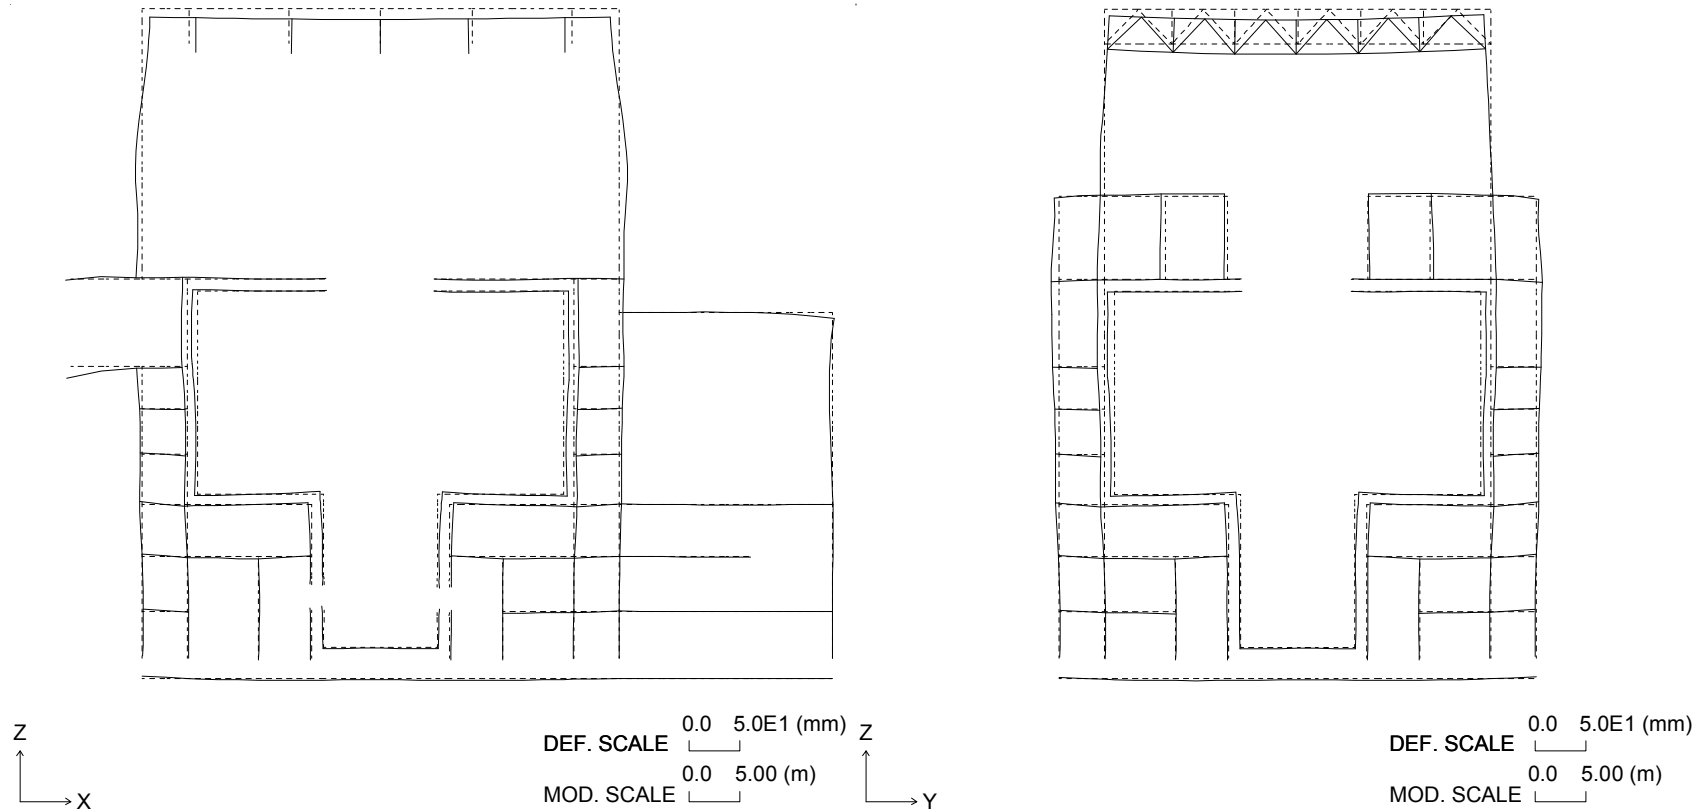 Z
X
DEF. SCALE 0.0 5.0E1 (mm)
MOD. SCALE 0.0 5.00 (m)
Z
Y
DEF. SCALE 0.0 5.0E1 (mm)
MOD. SCALE 0.0 5.00 (m)